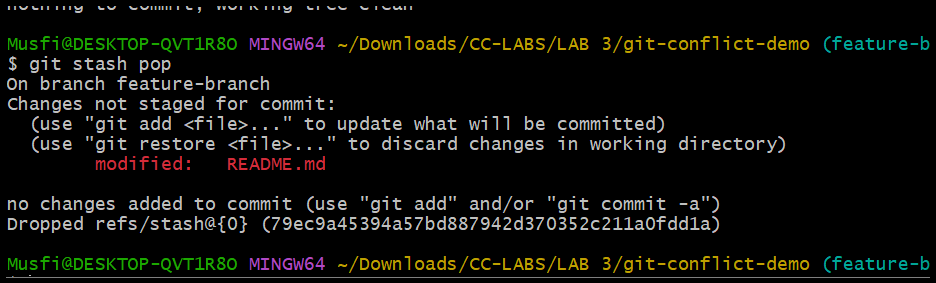 nothing to commit, working tree clean
Musfi@DESKTOP-QVT1R8O MINGW64 ~/Downloads/CC-LABS/LAB 3/git-conflict-demo (feature-b
$ git stash pop
On branch feature-branch
Changes not staged for commit:
  (use "git add <file>..." to update what will be committed)
  (use "git restore <file>..." to discard changes in working directory)
        modified:   README.md
no changes added to commit (use "git add" and/or "git commit -a")
Dropped refs/stash@{0} (79ec9a45394a57bd887942d370352c211a0fdd1a)
Musfi@DESKTOP-QVT1R8O MINGW64 ~/Downloads/CC-LABS/LAB 3/git-conflict-demo (feature-b